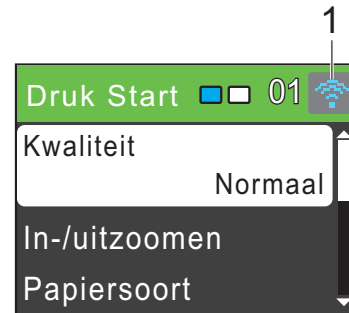 1
Druk Start 01
Kwaliteit
Normaal
In-/uitzoomen
Papiersoort